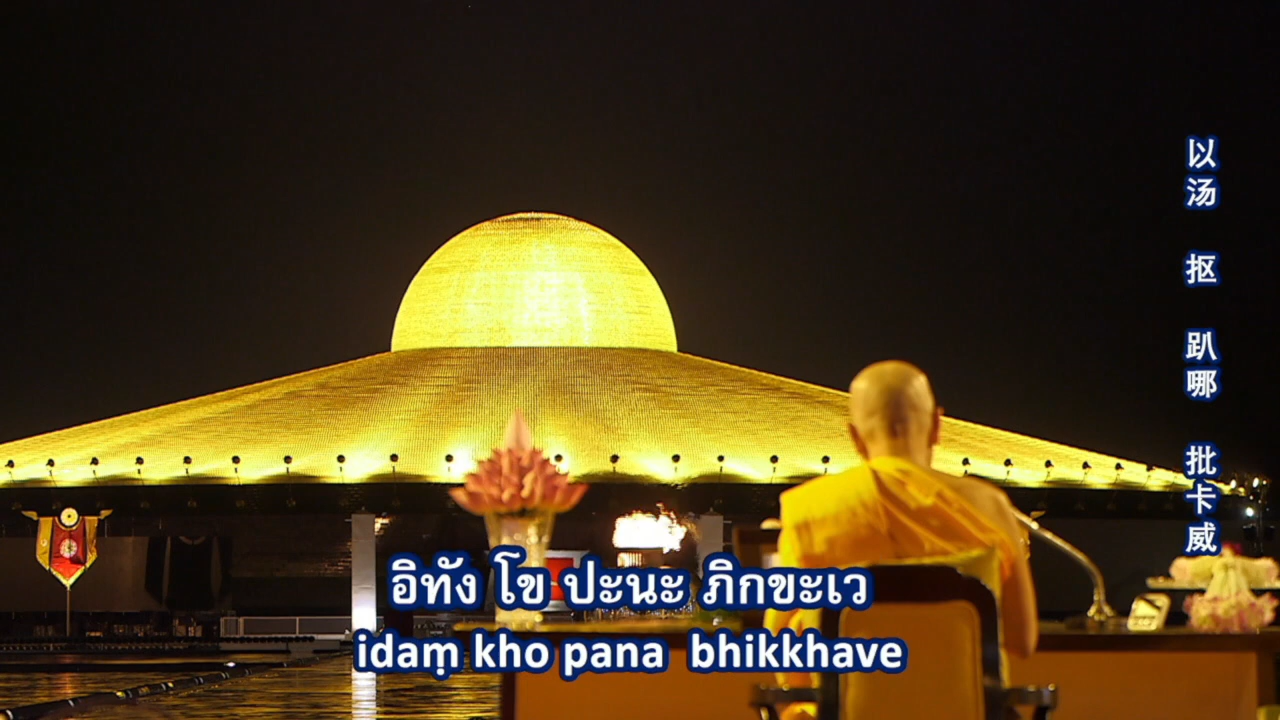 อิทัง โข ปะนะ ภิกขะเว
idaṃ kho pana bhikkhave
以汤 抠 趴哪 批卡威